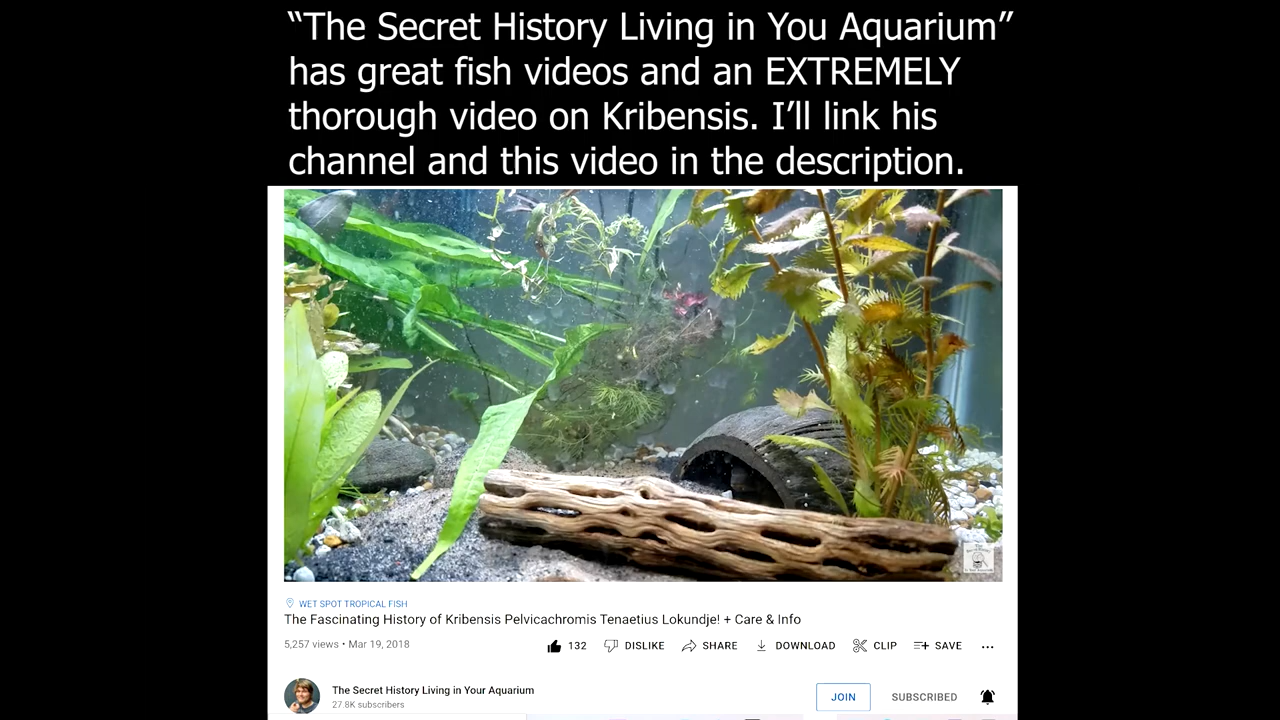 “The Secret History Living in You Aquarium”
has great fish videos and an EXTREMELY
thorough video on Kribensis. I’ll link his
channel and this video in the description.
WET SPOT TROPICAL FISH
The Fascinating History of Kribensis Pelvicachromis Tenaetius Lokundje! + Care & Info
5,257 views • Mar 19, 2018 132 DISLIKE SHARE DOWNLOAD CLIP SAVE ...
The Secret History Living in Your Aquarium JOIN SUBSCRIBED
27.8K subscribers